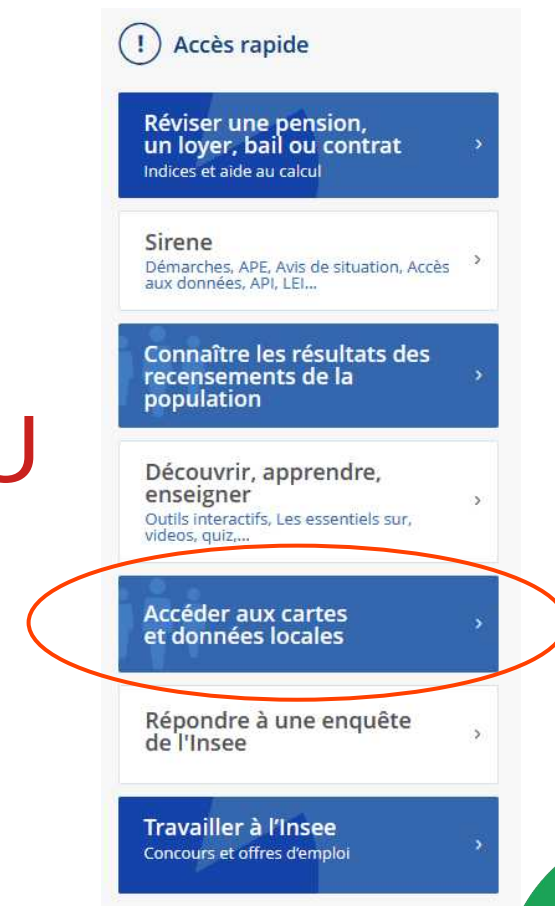 ! Accès rapide
Réviser une pension,
un loyer, bail ou contrat
Indices et aide au calcul
Sirene
Démarches, APE, Avis de situation, Accès
aux données, API, LEI...
Connaître les résultats des
recensements de la
population
U
Découvrir, apprendre,
enseigner
Outils interactifs, Les essentiels sur,
videos, quiz,...
Accéder aux cartes
et données locales
Répondre à une enquête
de l'Insee
Travailler à l’Insee
Concours et offres d’emploi